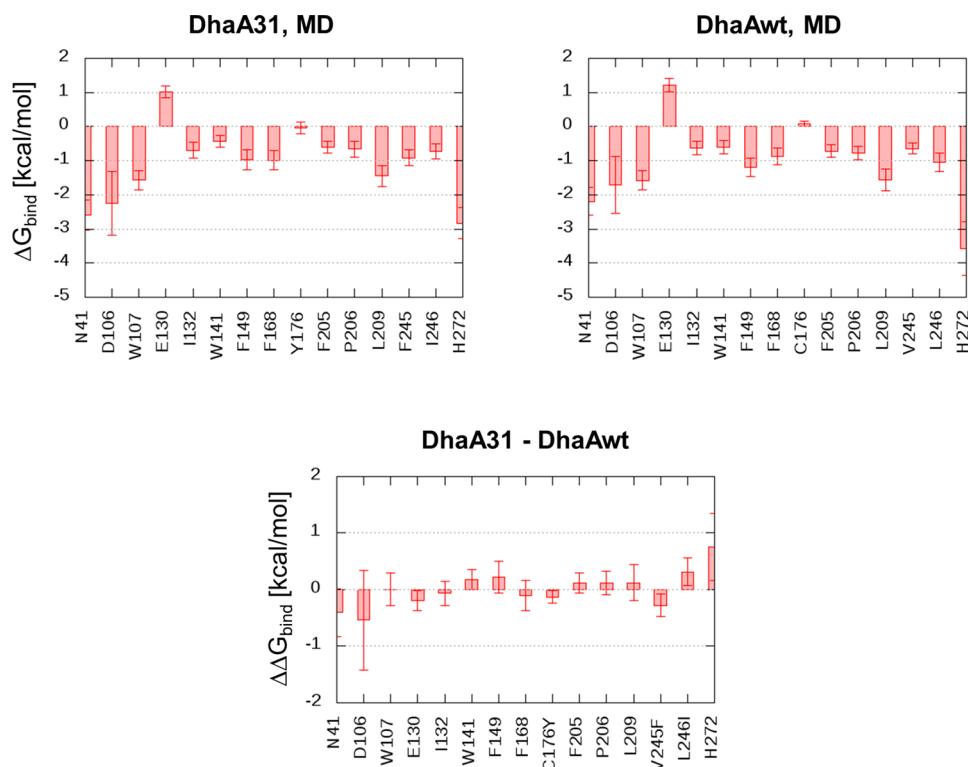 DhaA31, MD
ΔG_bind [kcal/mol]
2
1
0
-1
-2
-3
-4
-5
N41
D106
W107
E130
I132
W141
F149
F168
Y176
F205
P206
L209
F245
I246
H272
DhaAwt, MD
2
1
0
-1
-2
-3
-4
-5
N41
D106
W107
E130
I132
W141
F149
F168
C176
F205
P206
L209
V245
L246
H272
DhaA31 - DhaAwt
ΔΔG_bind [kcal/mol]
2
1
0
-1
-2
N41
D106
W107
E130
I132
W141
F149
F168
C176Y
F205
P206
L209
V245F
L246I
H272